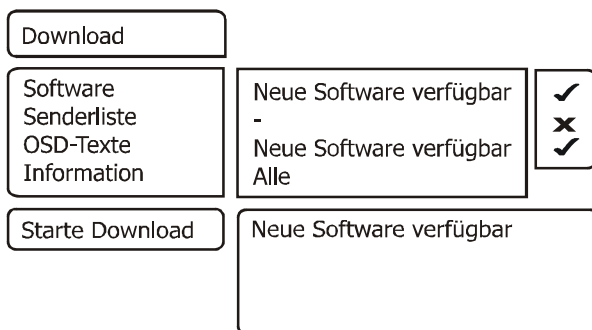 Download
Software Neue Software verfügbar ✓
Senderliste - ✗
OSD-Texte Neue Software verfügbar ✓
Information Alle
Starte Download Neue Software verfügbar